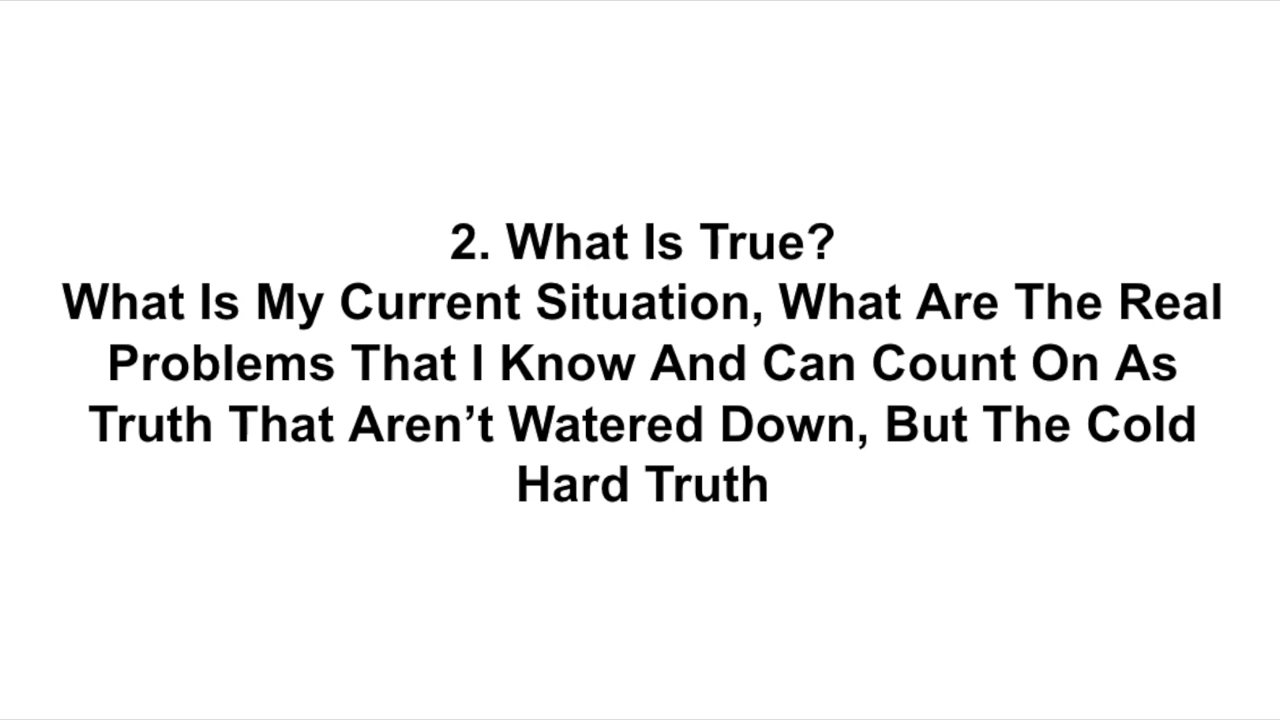 2. What Is True?
What Is My Current Situation, What Are The Real
Problems That I Know And Can Count On As
Truth That Aren’t Watered Down, But The Cold
Hard Truth